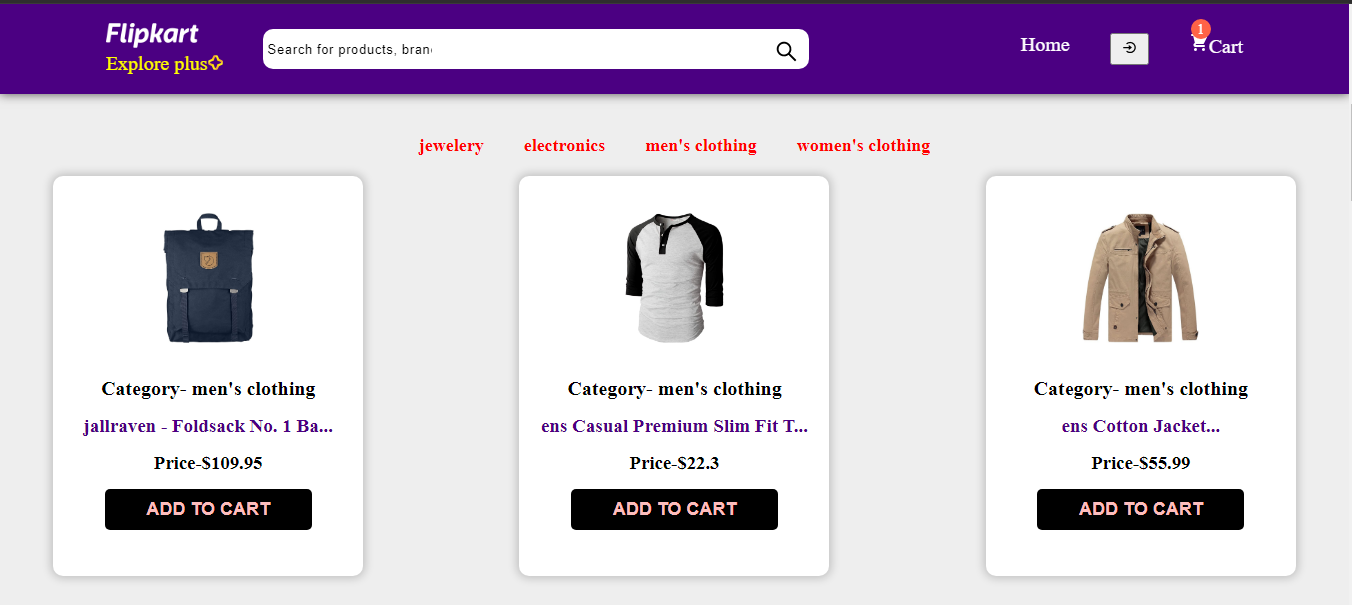 Flipkart
Explore plus
Search for products, bran
Home
1
Cart
jewelery electronics men's clothing women's clothing
Category- men's clothing
jallraven - Foldsack No. 1 Ba...
Price-$109.95
ADD TO CART
Category- men's clothing
ens Casual Premium Slim Fit T...
Price-$22.3
ADD TO CART
Category- men's clothing
ens Cotton Jacket...
Price-$55.99
ADD TO CART